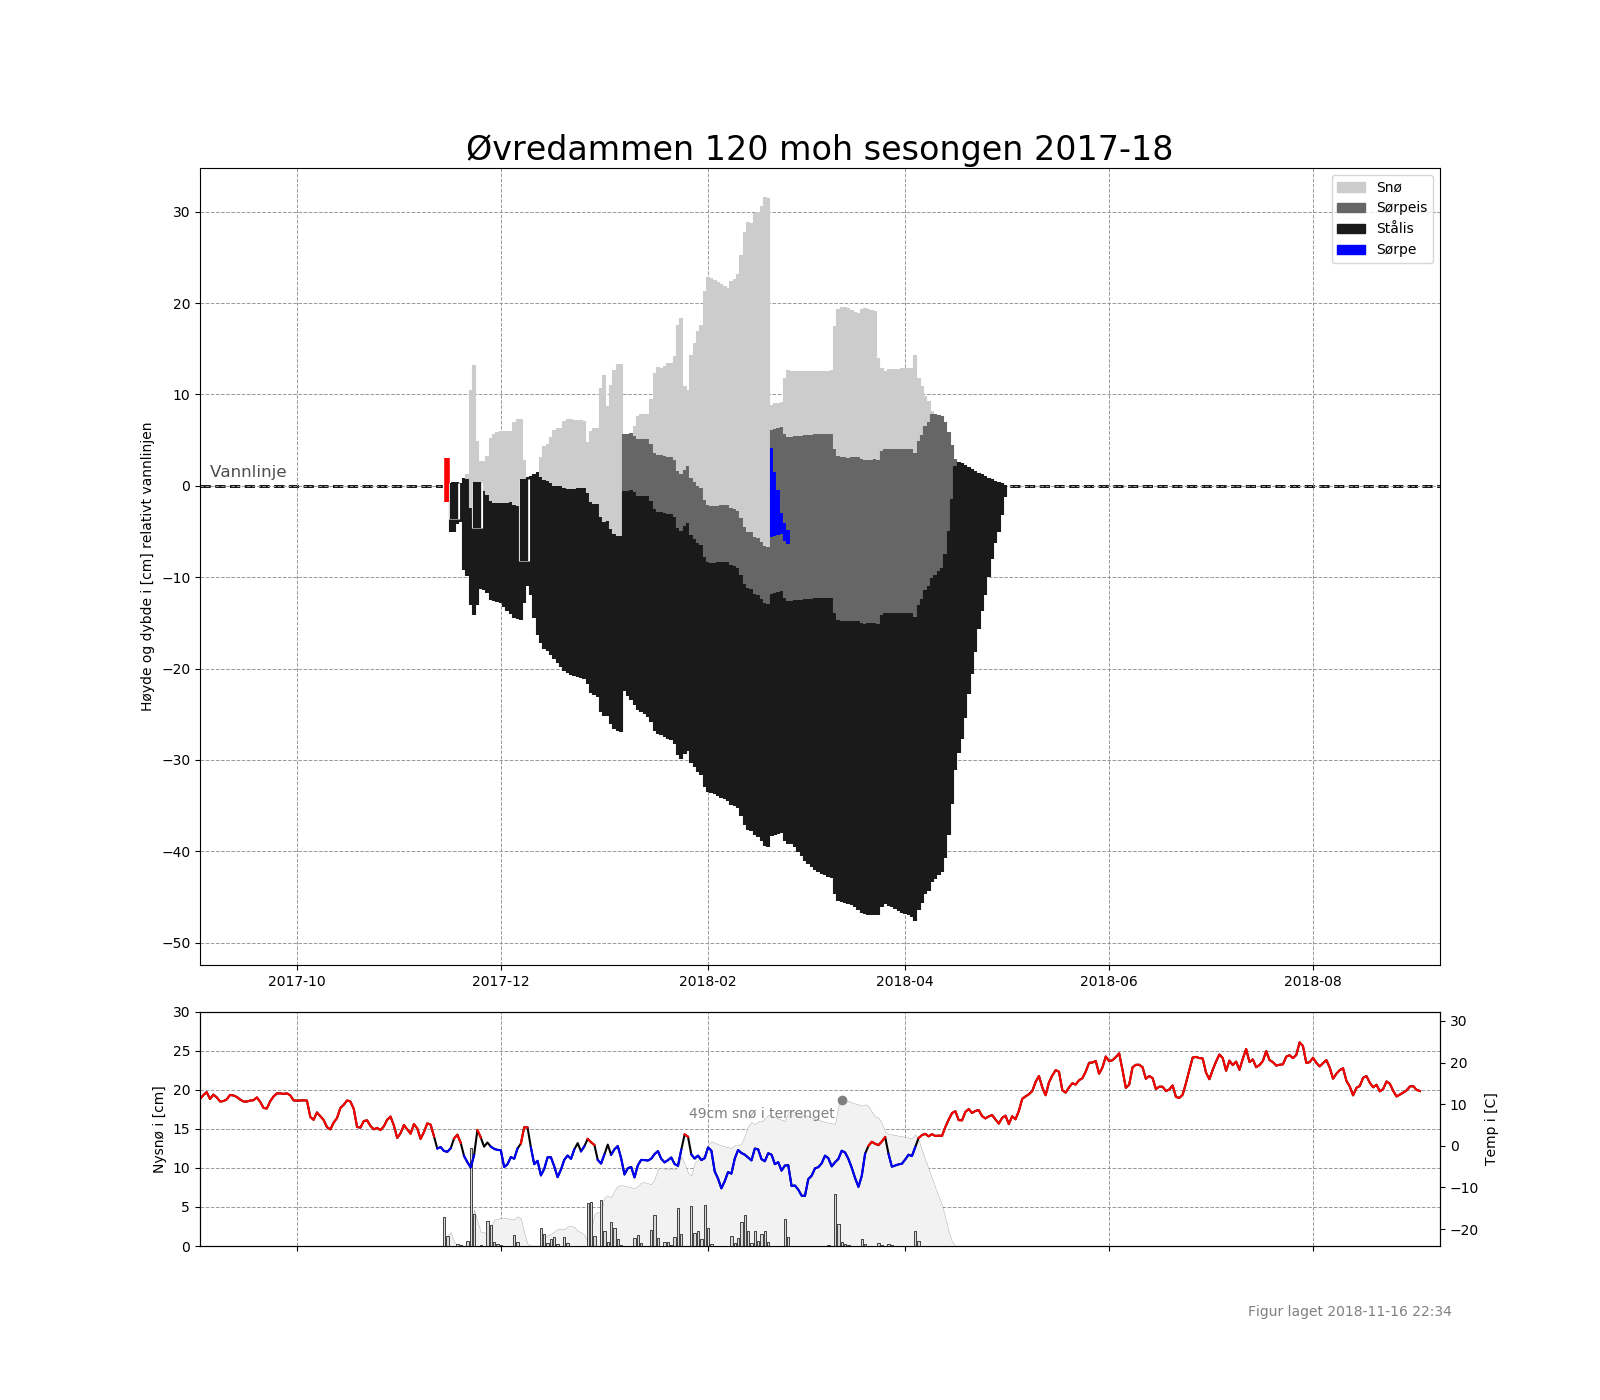 Øvredammen 120 moh sesongen 2017-18
Snø
Sørpeis
Stålis
Sørpe
Høyde og dybde i [cm] relativt vannlinjen
30
20
10
0
−10
−20
−30
−40
−50
Vannlinje
2017-10 2017-12 2018-02 2018-04 2018-06 2018-08
Nysnø i [cm]
30
25
20
15
10
5
0
49cm snø i terrenget
30
20
10
0
−10
−20
Temp i [C]
Figur laget 2018-11-16 22:34